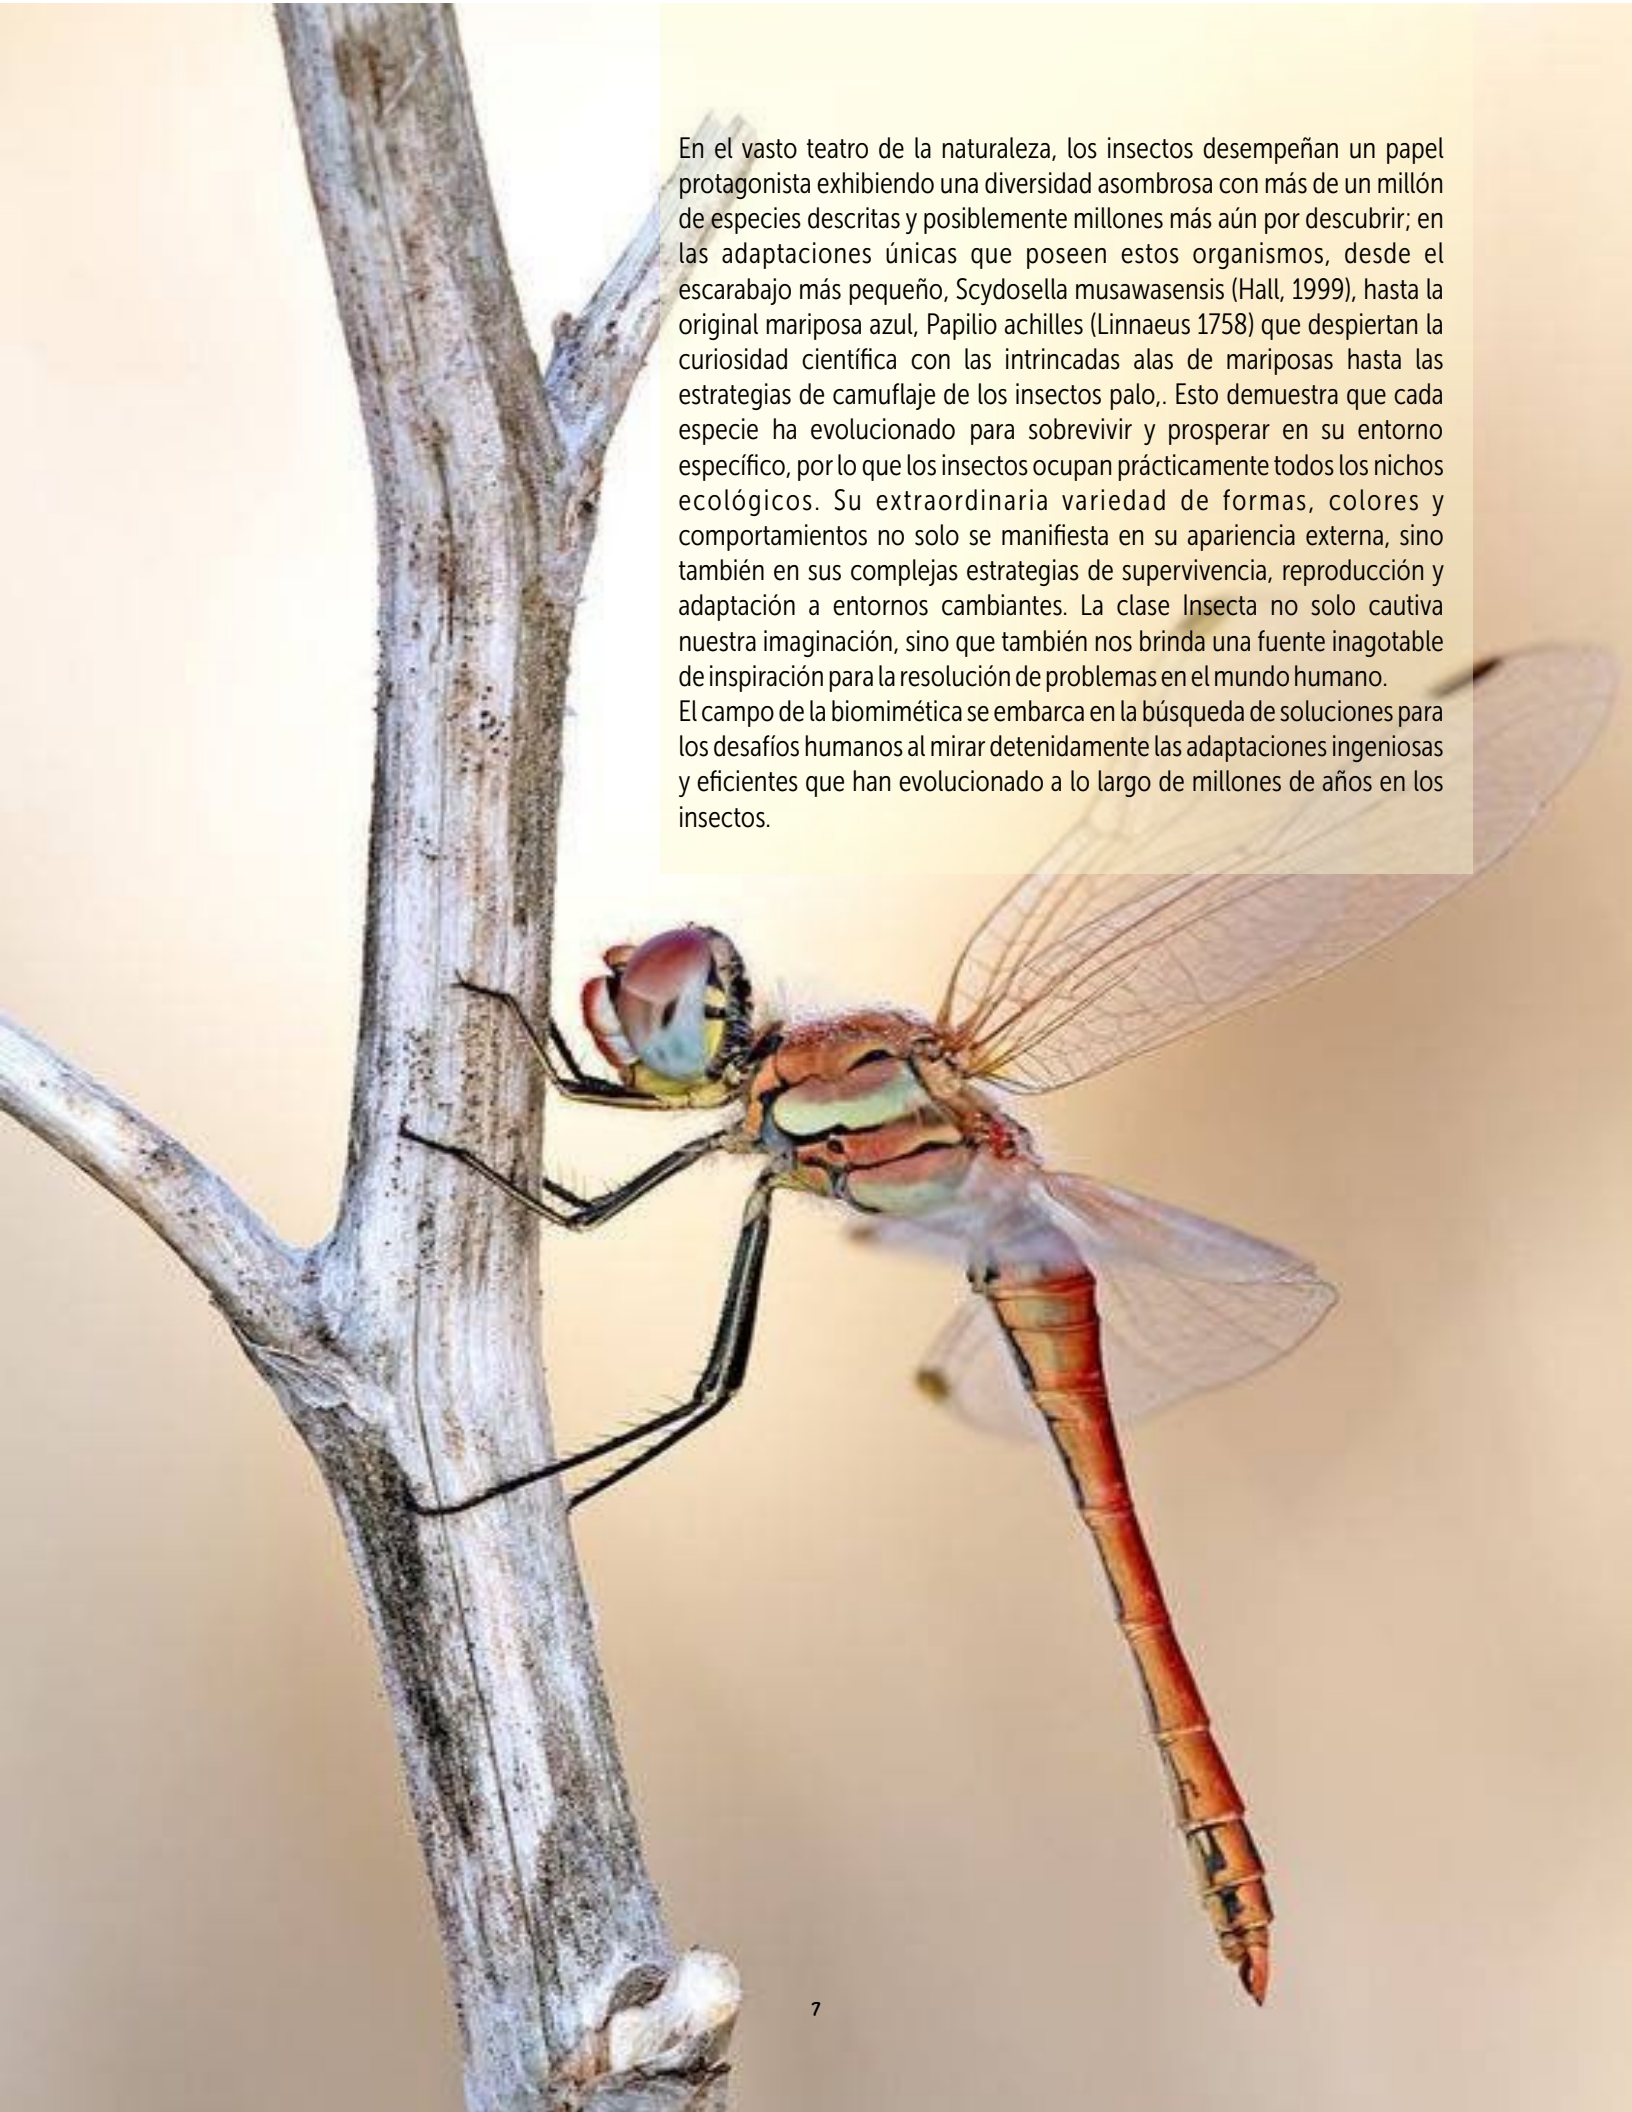 En el vasto teatro de la naturaleza, los insectos desempeñan un papel
protagonista exhibiendo una diversidad asombrosa con más de un millón
de especies descritas y posiblemente millones más aún por descubrir; en
las adaptaciones únicas que poseen estos organismos, desde el
escarabajo más pequeño, Scydosella musawasensis (Hall, 1999), hasta la
original mariposa azul, Papilio achilles (Linnaeus 1758) que despiertan la
curiosidad científica con las intrincadas alas de mariposas hasta las
estrategias de camuflaje de los insectos palo,. Esto demuestra que cada
especie ha evolucionado para sobrevivir y prosperar en su entorno
específico, por lo que los insectos ocupan prácticamente todos los nichos
ecológicos. Su extraordinaria variedad de formas, colores y
comportamientos no solo se manifiesta en su apariencia externa, sino
también en sus complejas estrategias de supervivencia, reproducción y
adaptación a entornos cambiantes. La clase Insecta no solo cautiva
nuestra imaginación, sino que también nos brinda una fuente inagotable
de inspiración para la resolución de problemas en el mundo humano.
El campo de la biomimética se embarca en la búsqueda de soluciones para
los desafíos humanos al mirar detenidamente las adaptaciones ingeniosas
y eficientes que han evolucionado a lo largo de millones de años en los
insectos.
7